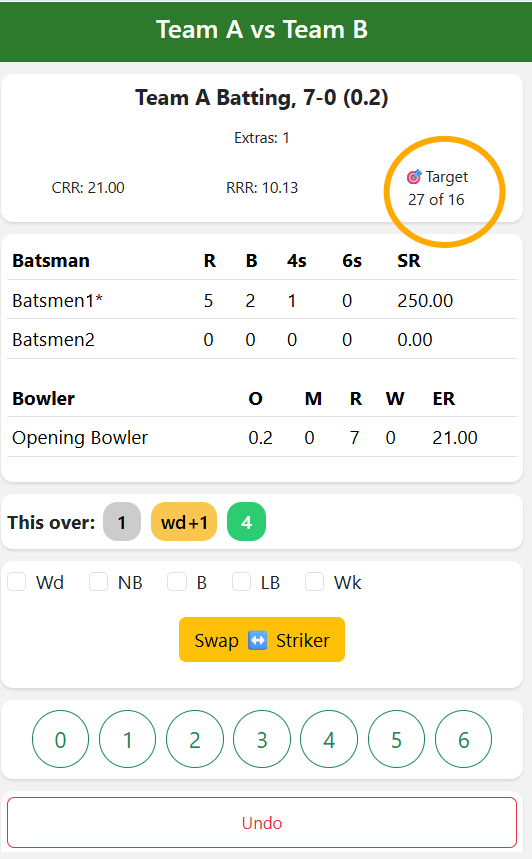 Team A vs Team B
Team A Batting, 7-0 (0.2)
Extras: 1
CRR: 21.00 RRR: 10.13 🎯 Target
27 of 16
Batsman R B 4s 6s SR
Batsmen1* 5 2 1 0 250.00
Batsmen2 0 0 0 0 0.00
Bowler O M R W ER
Opening Bowler 0.2 0 7 0 21.00
This over: 1 wd+1 4
Wd NB B LB Wk
Swap ↔️ Striker
0 1 2 3 4 5 6
Undo